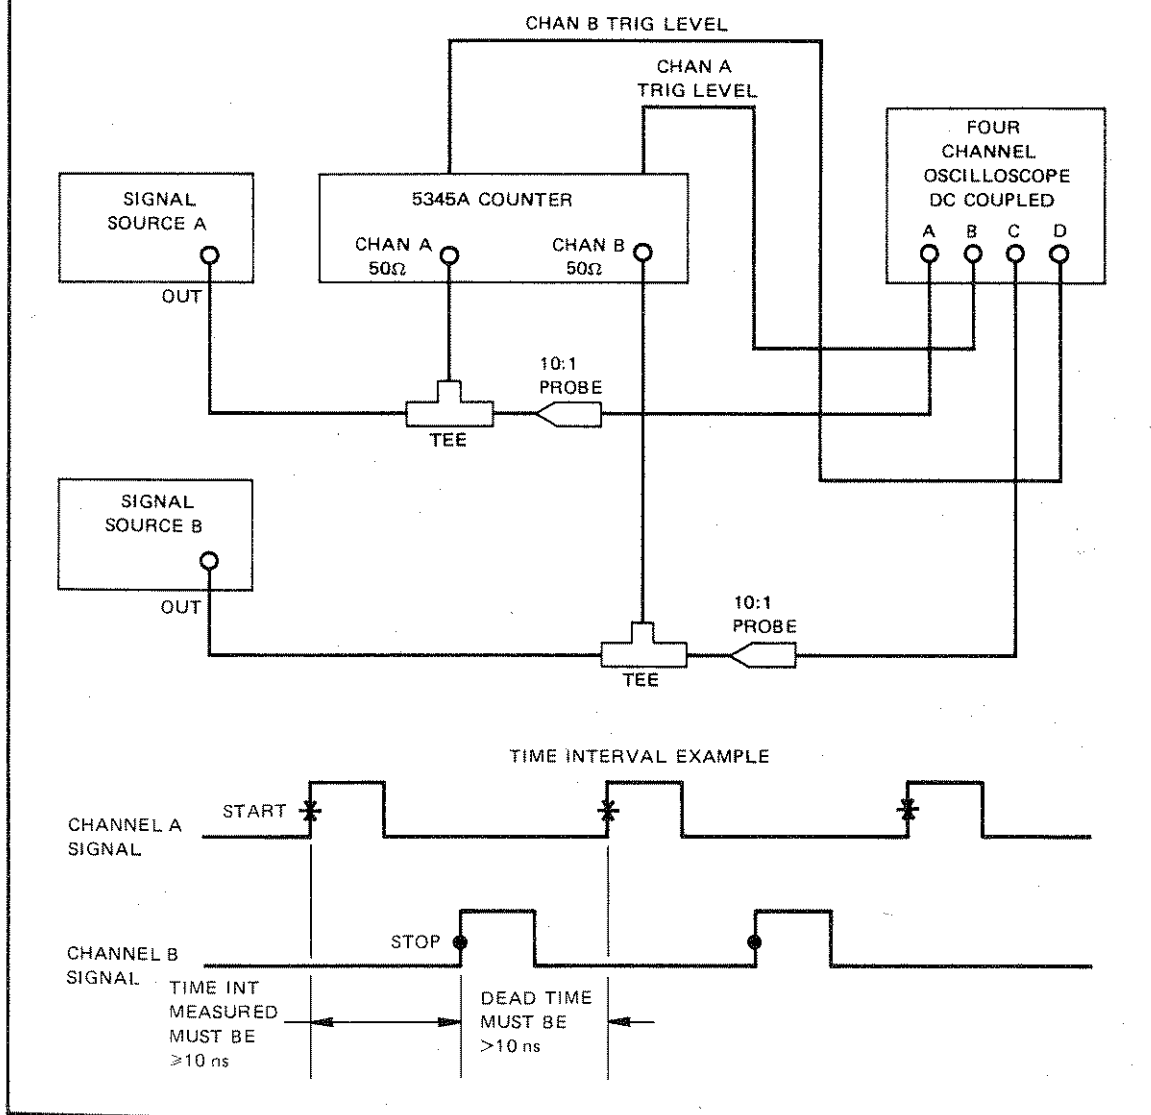 CHAN B TRIG LEVEL
CHAN A
TRIG LEVEL
FOUR
CHANNEL
OSCILLOSCOPE
DC COUPLED
A B C D
SIGNAL
SOURCE A
OUT
5345A COUNTER
CHAN A
50Ω
CHAN B
50Ω
10:1
PROBE
TEE
SIGNAL
SOURCE B
OUT
10:1
PROBE
TEE
TIME INTERVAL EXAMPLE
START
CHANNEL A
SIGNAL
STOP
CHANNEL B
SIGNAL
TIME INT
MEASURED
MUST BE
⩾10 ns
DEAD TIME
MUST BE
>10 ns